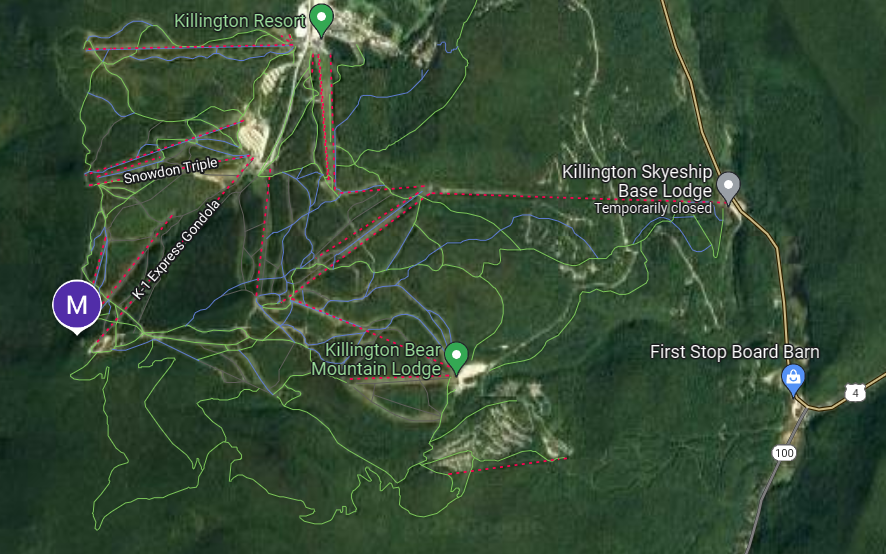 Killington Resort
Snowdon Triple
Killington Skyeship
Base Lodge
Temporarily closed
K-1 Express Gondola
M
Killington Bear
Mountain Lodge
First Stop Board Barn
4
100